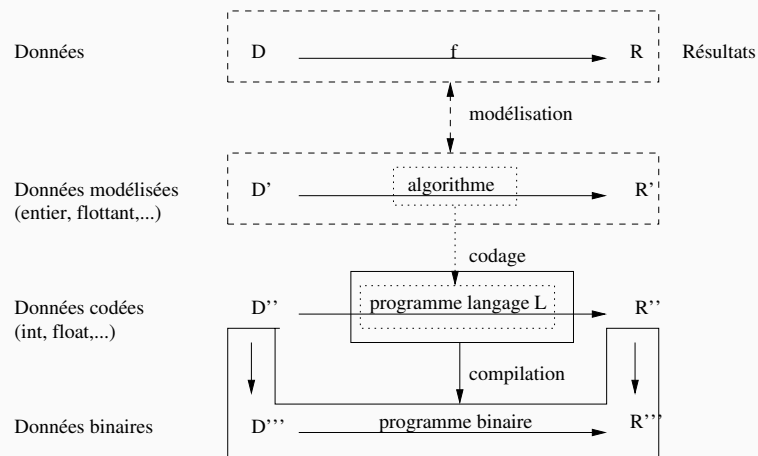 Données D f R Résultats
modélisation
Données modélisées
(entier, flottant,...)
D' algorithme R'
codage
Données codées
(int, float,...)
D'' programme langage L R''
compilation
Données binaires D''' programme binaire R'''